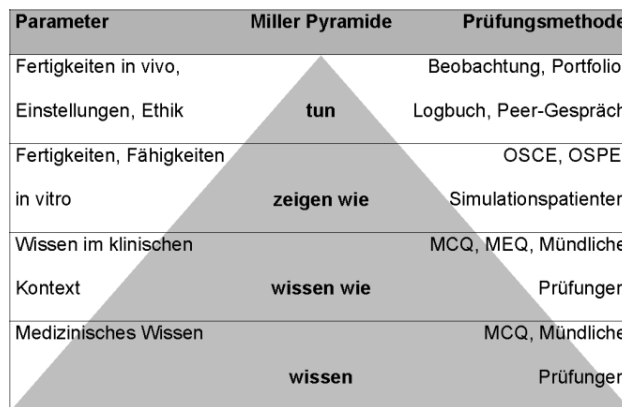 Parameter Miller Pyramide Prüfungsmethode
Fertigkeiten in vivo, Beobachtung, Portfolio
Einstellungen, Ethik tun Logbuch, Peer-Gespräch
Fertigkeiten, Fähigkeiten OSCE, OSPE
in vitro zeigen wie Simulationspatienten
Wissen im klinischen MCQ, MEQ, Mündliche
Kontext wissen wie Prüfungen
Medizinisches Wissen MCQ, Mündliche
wissen Prüfungen